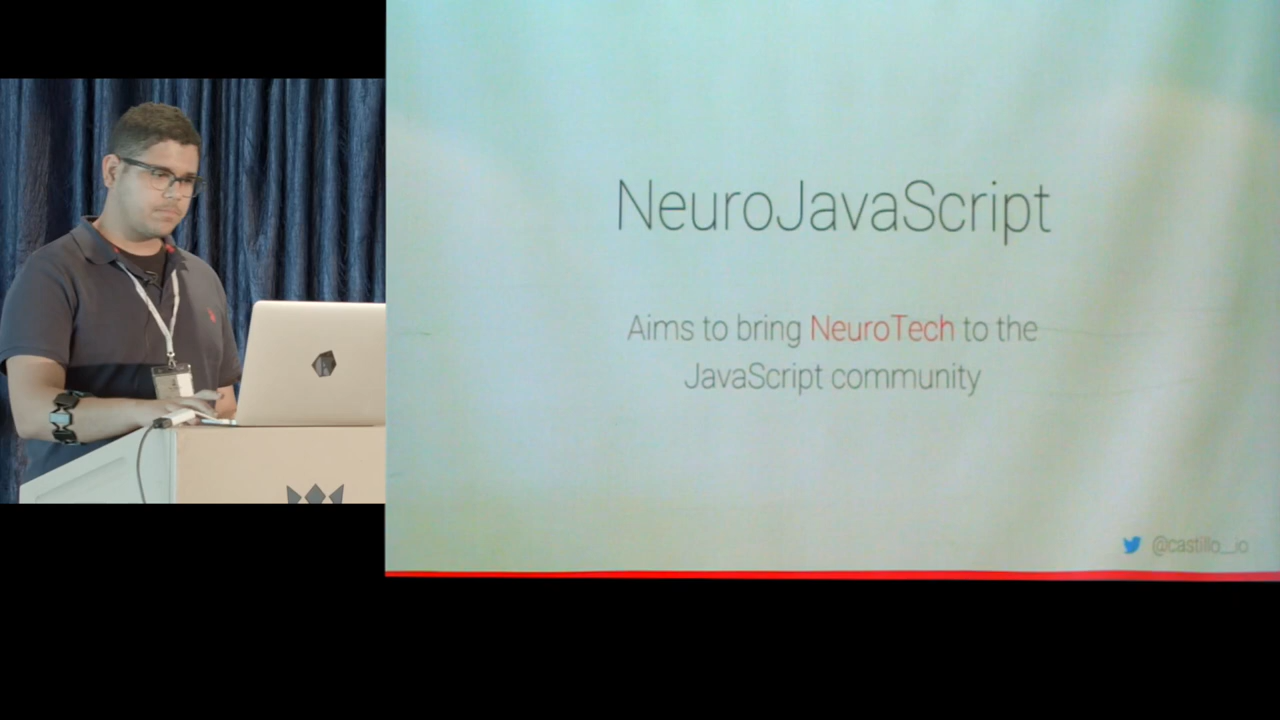 NeuroJavaScript
Aims to bring NeuroTech to the
JavaScript community
@castillo__io